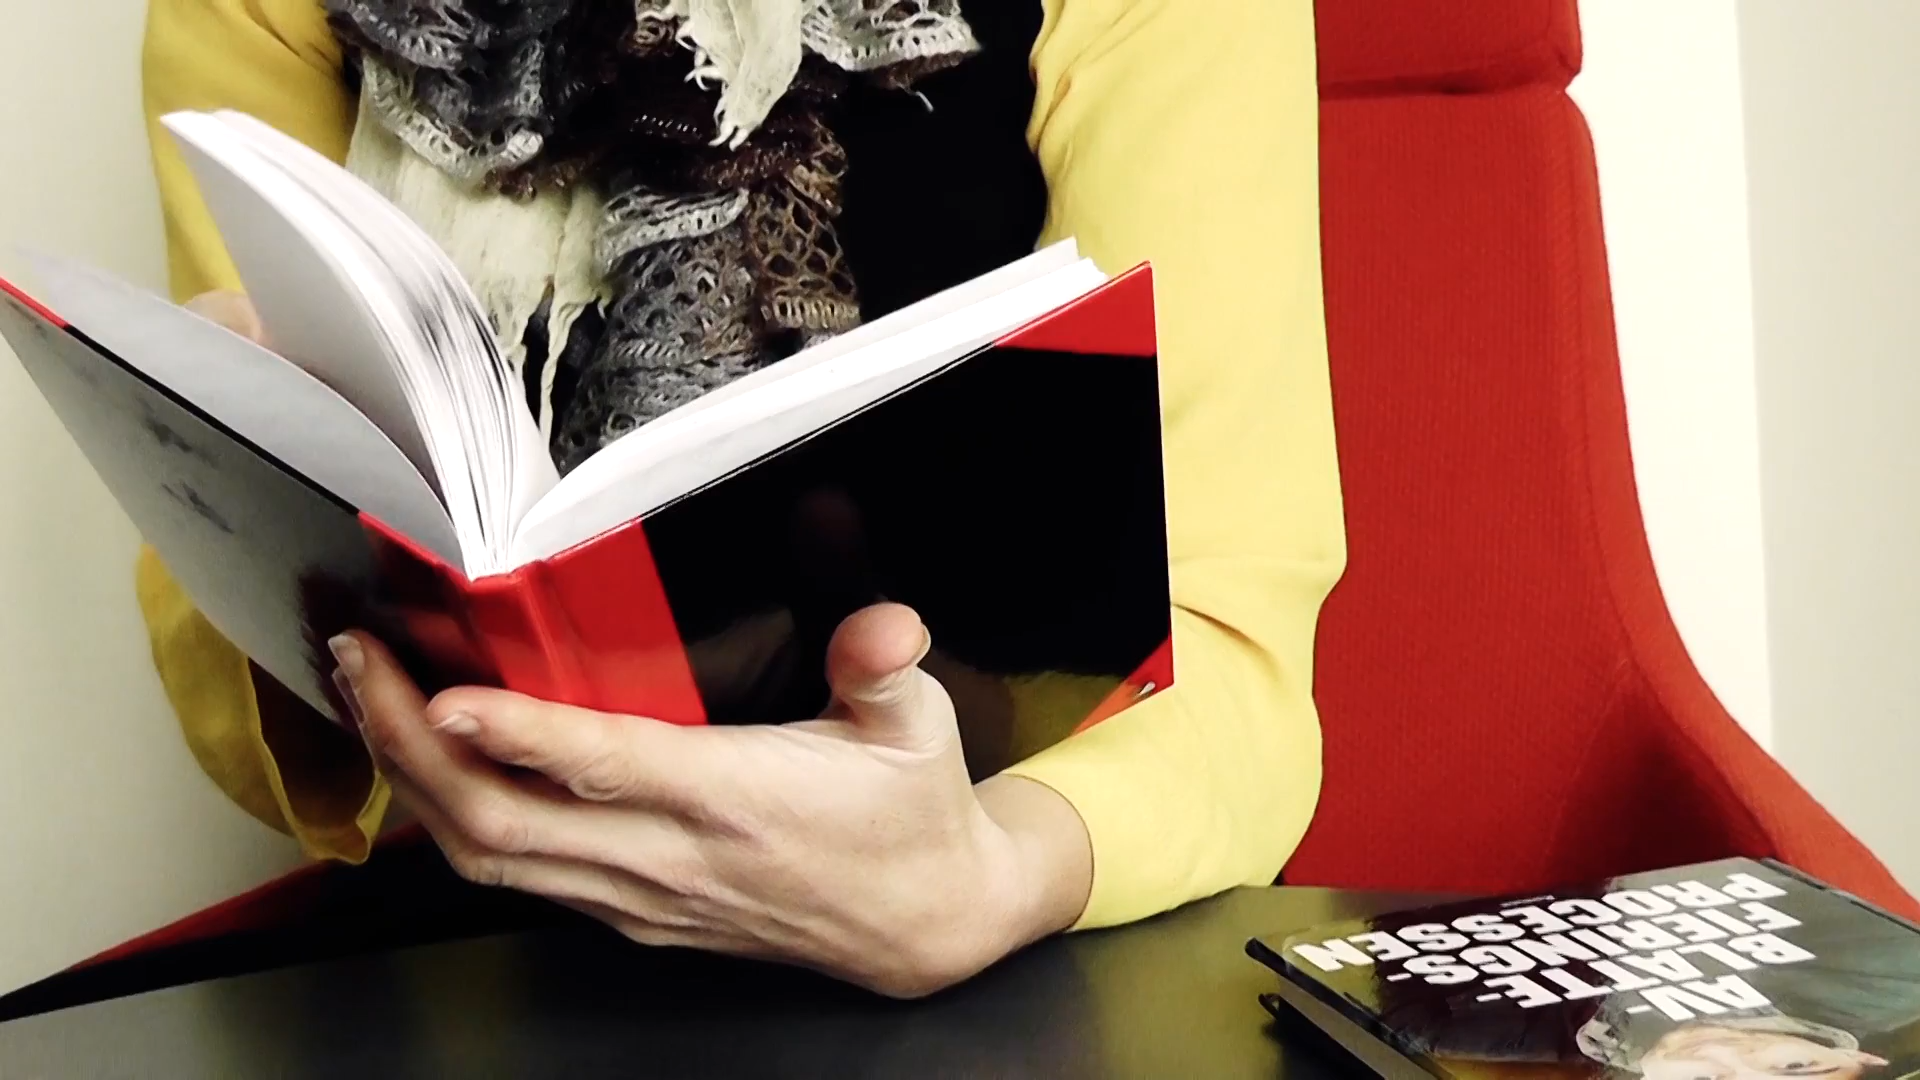 AV-
BLATTE-
FIERINGS-
PROCESSEN